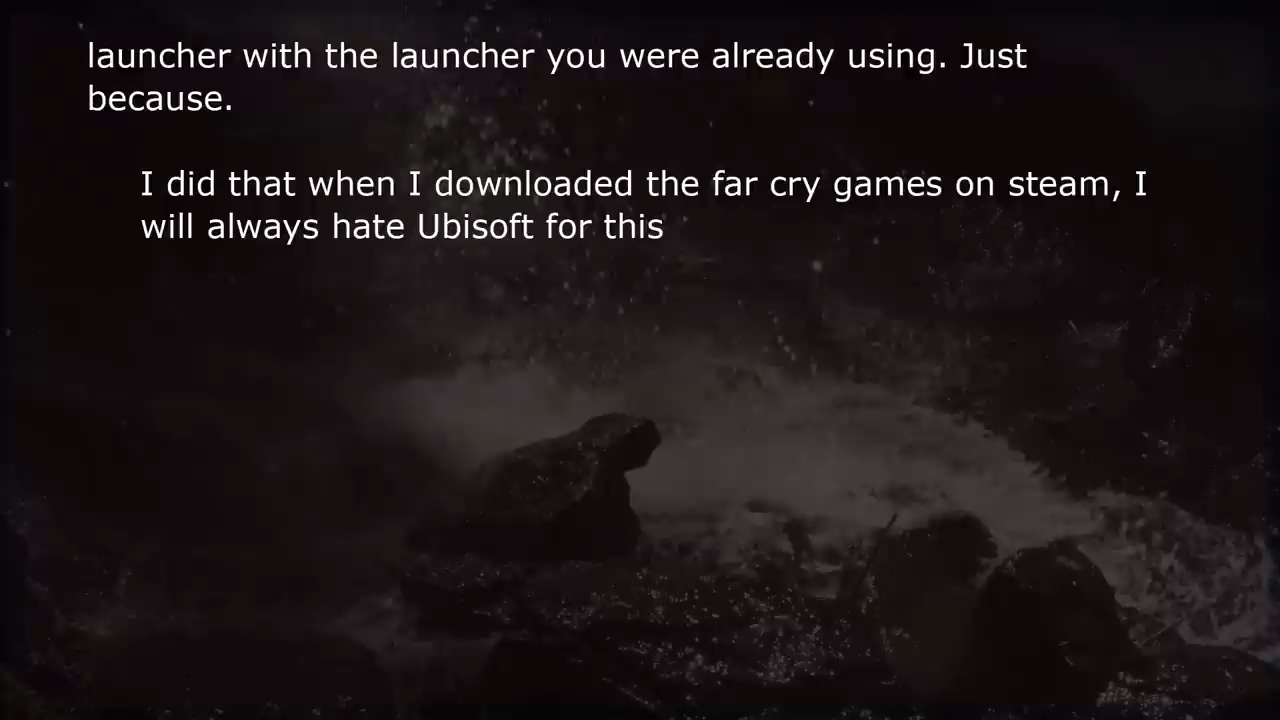 launcher with the launcher you were already using. Just
because.
I did that when I downloaded the far cry games on steam, I
will always hate Ubisoft for this